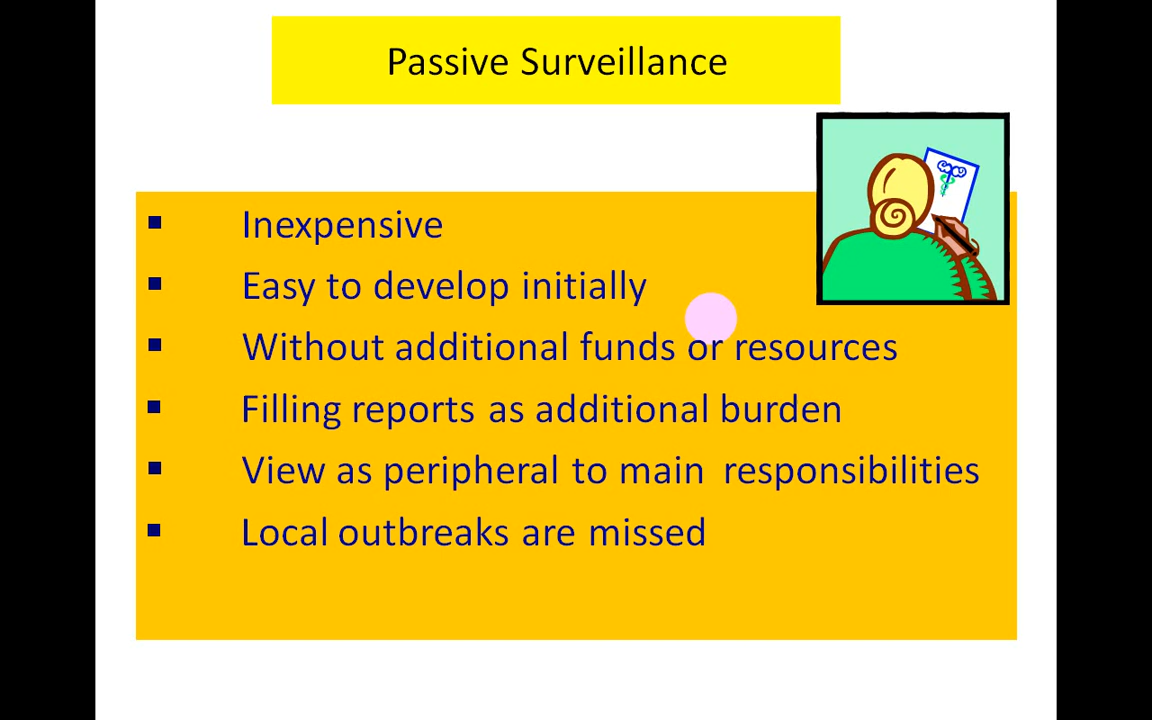 Passive Surveillance
▪ Inexpensive
▪ Easy to develop initially
▪ Without additional funds or resources
▪ Filling reports as additional burden
▪ View as peripheral to main responsibilities
▪ Local outbreaks are missed